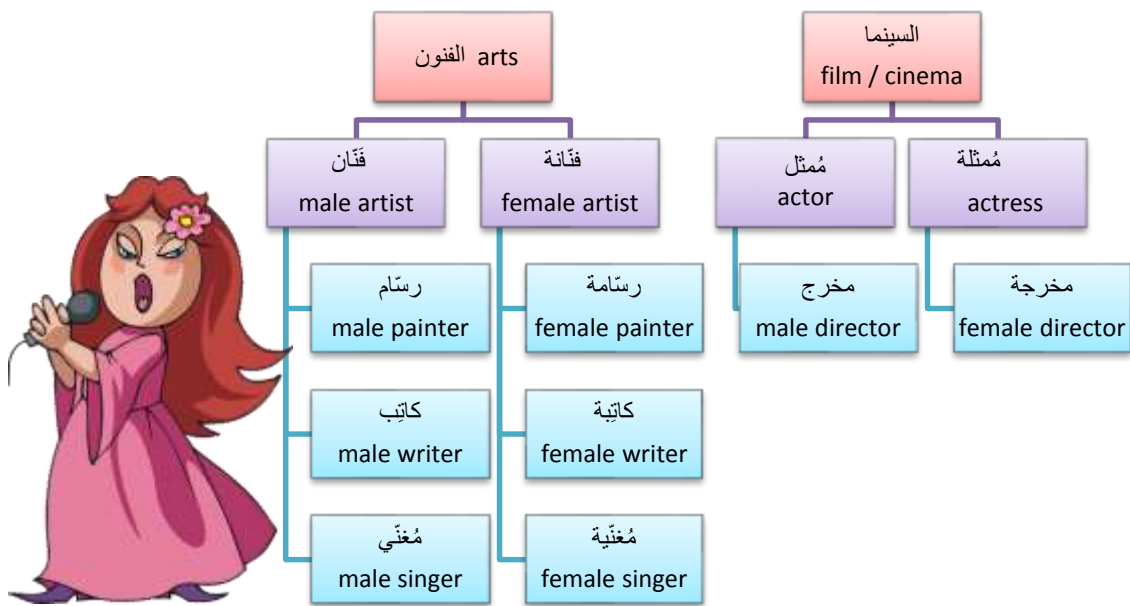 الفنون arts
السينما
film / cinema
فَنّان
male artist
فنّانة
female artist
مُمثل
actor
مُمثلة
actress
رسّام
male painter
رسّامة
female painter
مخرج
male director
مخرجة
female director
كاتِب
male writer
كاتِبة
female writer
مُغنّي
male singer
مُغنّية
female singer